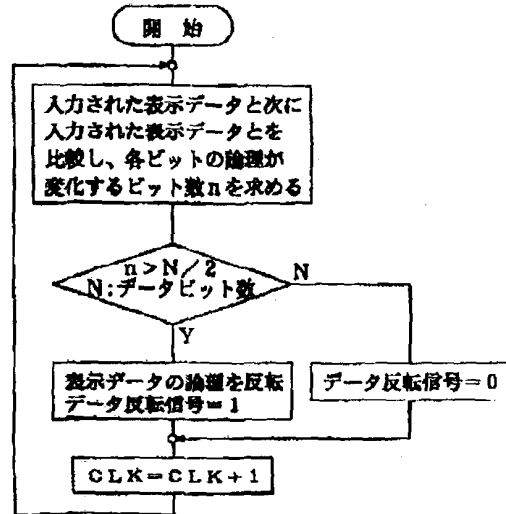 開 始
入力された表示データと次に
入力された表示データとを
比較し、各ビットの論理が
変化するビット数nを求める
n>N/2
N:データビット数
N
Y
表示データの論理を反転
データ反転信号=1
データ反転信号=0
CLK=CLK+1